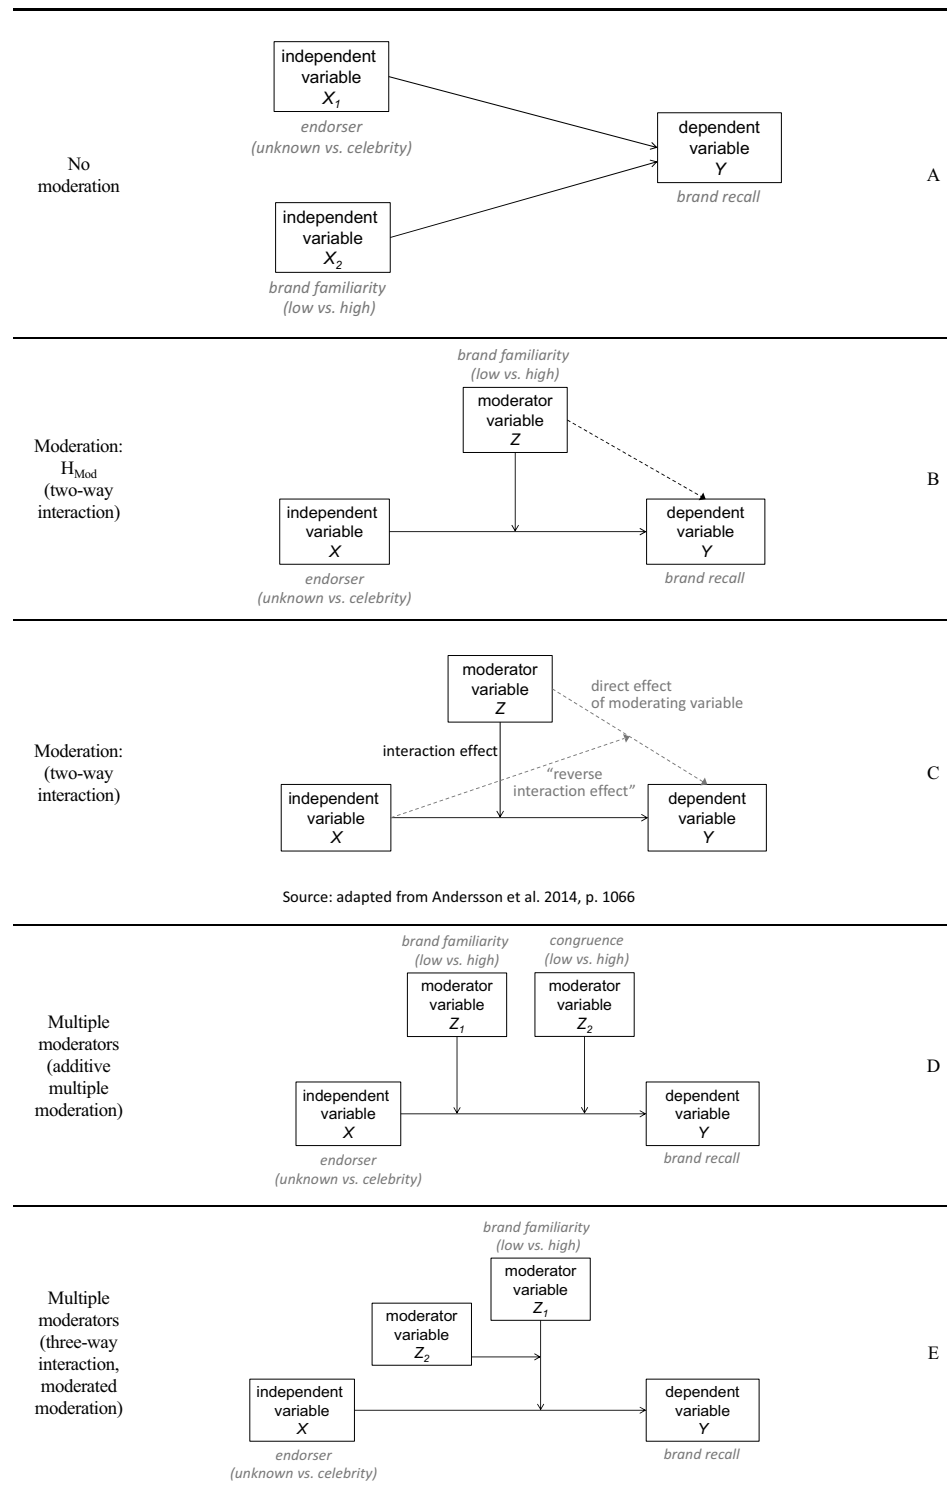 independent
variable
X1
endorser
(unknown vs. celebrity)
dependent
variable
Y
brand recall
No
moderation
A
independent
variable
X2
brand familiarity
(low vs. high)
brand familiarity
(low vs. high)
moderator
variable
Z
Moderation:
HMod
(two-way
interaction)
B
independent
variable
X
endorser
(unknown vs. celebrity)
dependent
variable
Y
brand recall
moderator
variable
Z
direct effect
of moderating variable
interaction effect
"reverse
interaction effect"
Moderation:
(two-way
interaction)
C
independent
variable
X
dependent
variable
Y
Source: adapted from Andersson et al. 2014, p. 1066
brand familiarity
(low vs. high)
moderator
variable
Z1
congruence
(low vs. high)
moderator
variable
Z2
Multiple
moderators
(additive
multiple
moderation)
D
independent
variable
X
endorser
(unknown vs. celebrity)
dependent
variable
Y
brand recall
brand familiarity
(low vs. high)
moderator
variable
Z1
moderator
variable
Z2
Multiple
moderators
(three-way
interaction,
moderated
moderation)
E
independent
variable
X
endorser
(unknown vs. celebrity)
dependent
variable
Y
brand recall